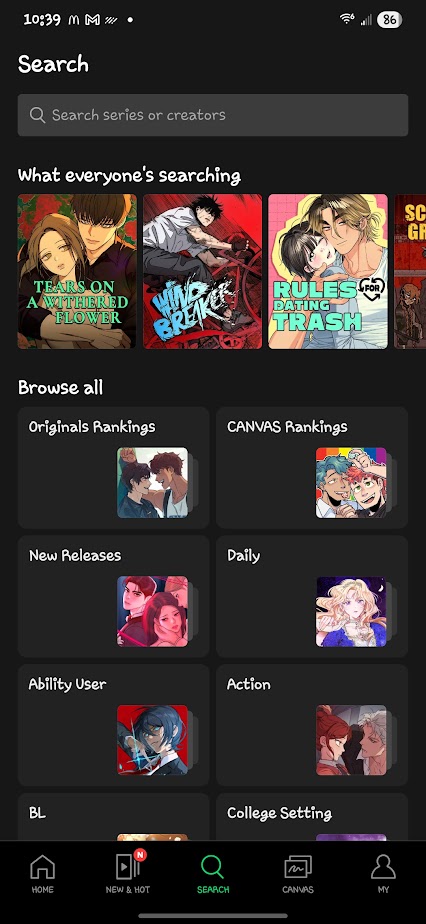 10:39
86
Search
Search series or creators
What everyone's searching
TEARS ON
A WITHERED
FLOWER
WIND
BREAKER
RULES
FOR
DATING
TRASH
SC
GR
Browse all
Originals Rankings
CANVAS Rankings
New Releases
Daily
Ability User
Action
BL
College Setting
N
HOME
NEW & HOT
SEARCH
CANVAS
MY